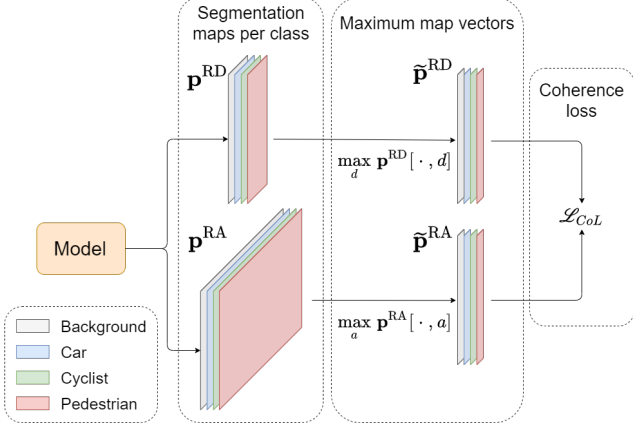 Segmentation
maps per class
Maximum map vectors
Coherence
loss
p^RD
p̃^RD
max_d p^RD[ · , d]
ℒ_CoL
Model
p^RA
p̃^RA
max_a p^RA[ · , a]
Background
Car
Cyclist
Pedestrian